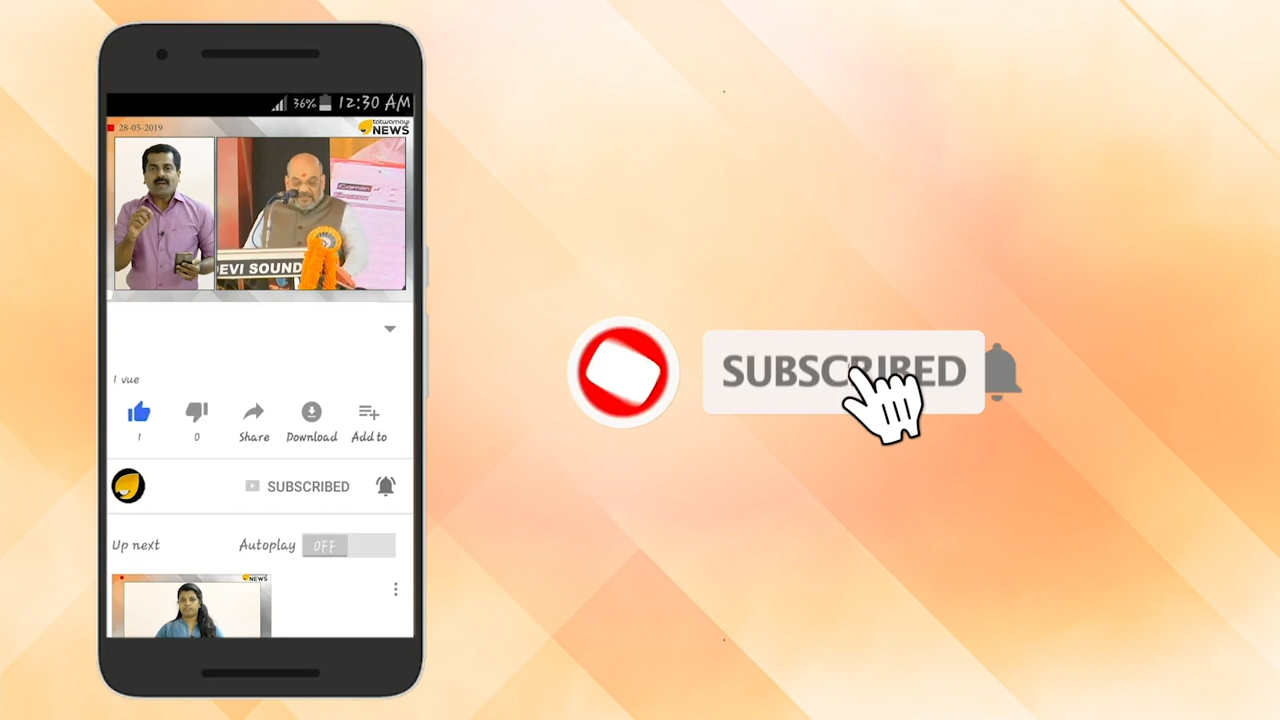 36% 12:30 AM
28-05-2019
tatwamayi
NEWS
DEVI SOUND
1 vue
1
0
Share
Download
Add to
SUBSCRIBED
Up next
Autoplay
OFF
NEWS
SUBSCRIBED